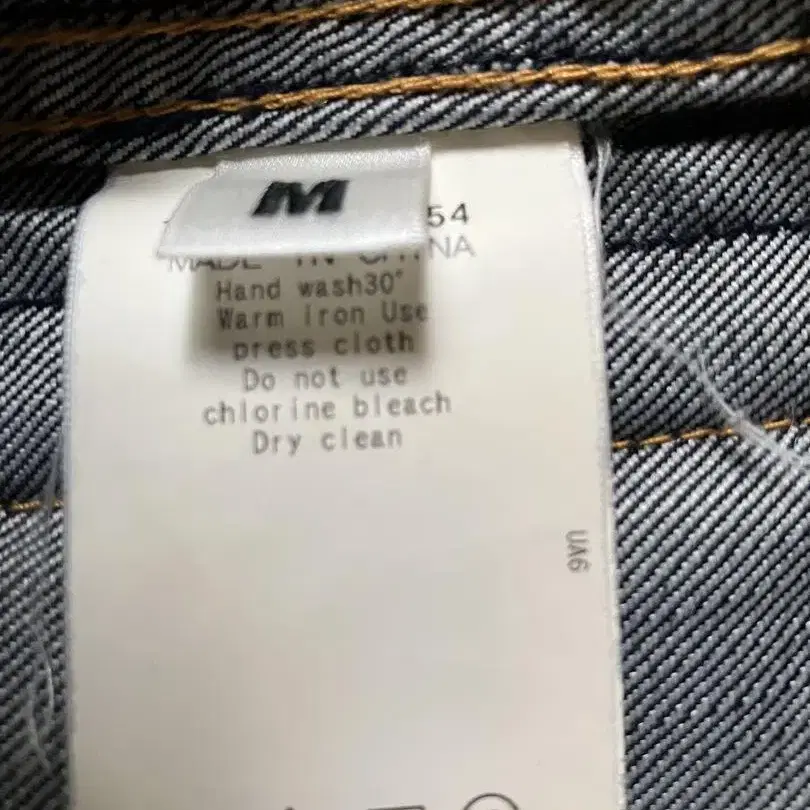 M
54
MADE IN CHINA
Hand wash30°
Warm iron Use
press cloth
Do not use
chlorine bleach
Dry clean
UA6